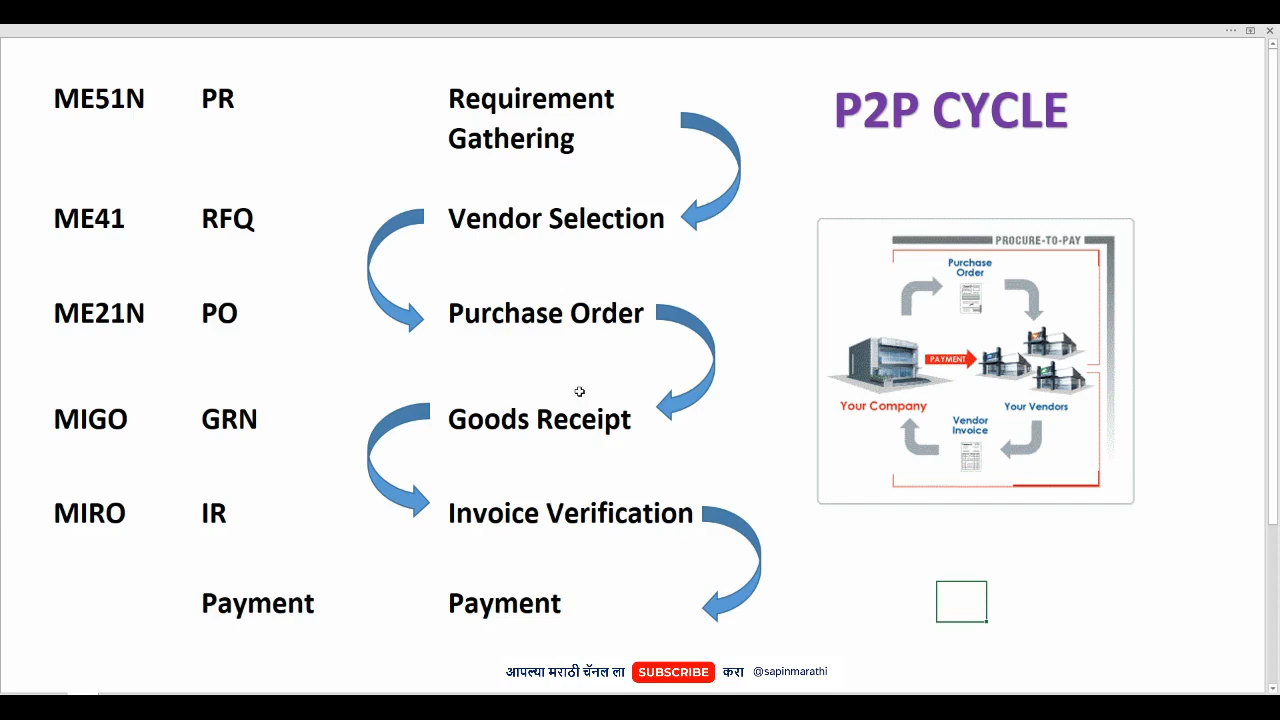 ME51N PR Requirement
Gathering
P2P CYCLE
ME41 RFQ Vendor Selection
ME21N PO Purchase Order
MIGO GRN Goods Receipt
MIRO IR Invoice Verification
Payment Payment
PROCURE-TO-PAY
Purchase
Order
PAYMENT
Your Company
Your Vendors
Vendor
Invoice
आपल्या मराठी चॅनल ला SUBSCRIBE करा @sapinmarathi